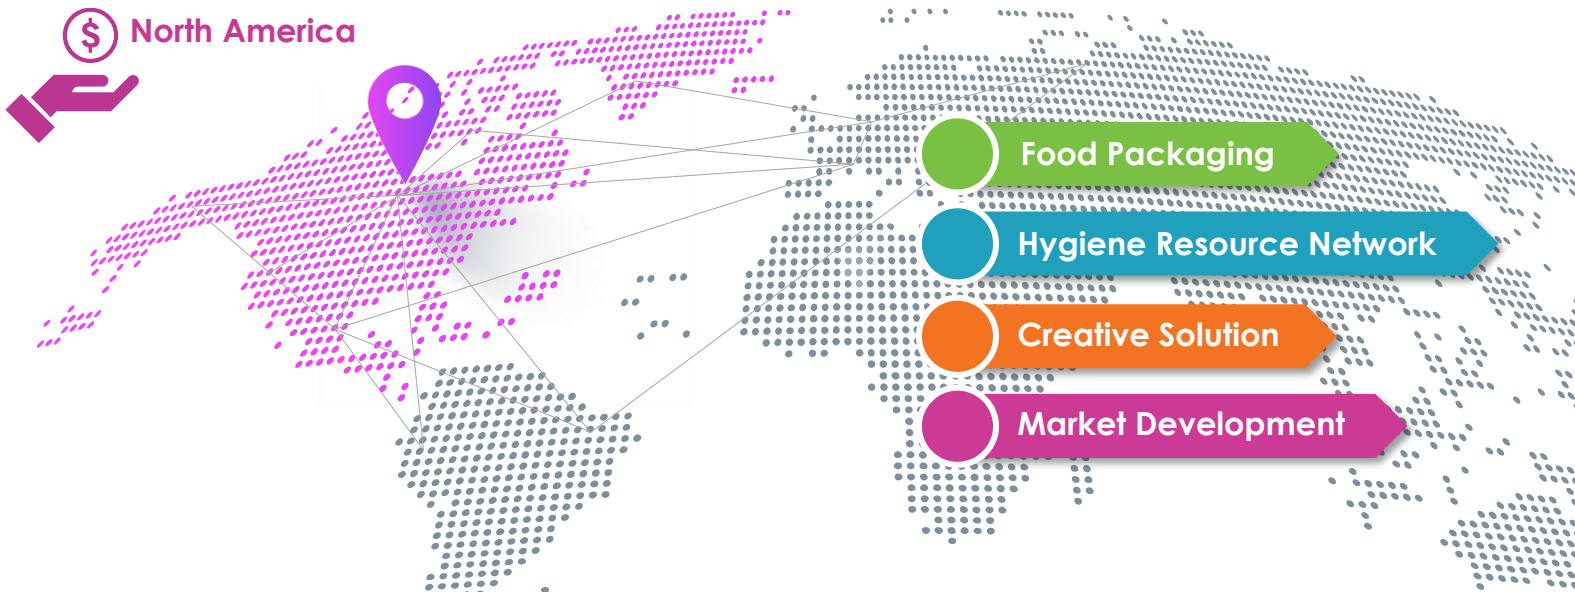 $
North America
Food Packaging
Hygiene Resource Network
Creative Solution
Market Development